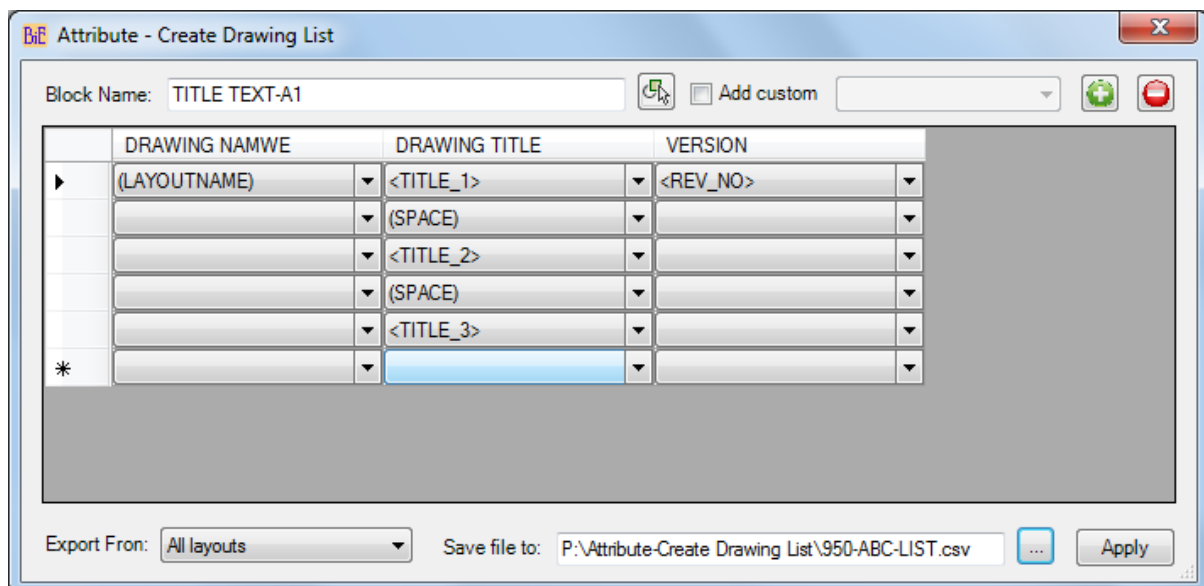 BiE Attribute - Create Drawing List
Block Name: TITLE TEXT-A1 Add custom
DRAWING NAMWE DRAWING TITLE VERSION
(LAYOUTNAME) <TITLE_1> <REV_NO>
(SPACE)
<TITLE_2>
(SPACE)
<TITLE_3>
Export Fron: All layouts Save file to: P:\Attribute-Create Drawing List\950-ABC-LIST.csv ... Apply